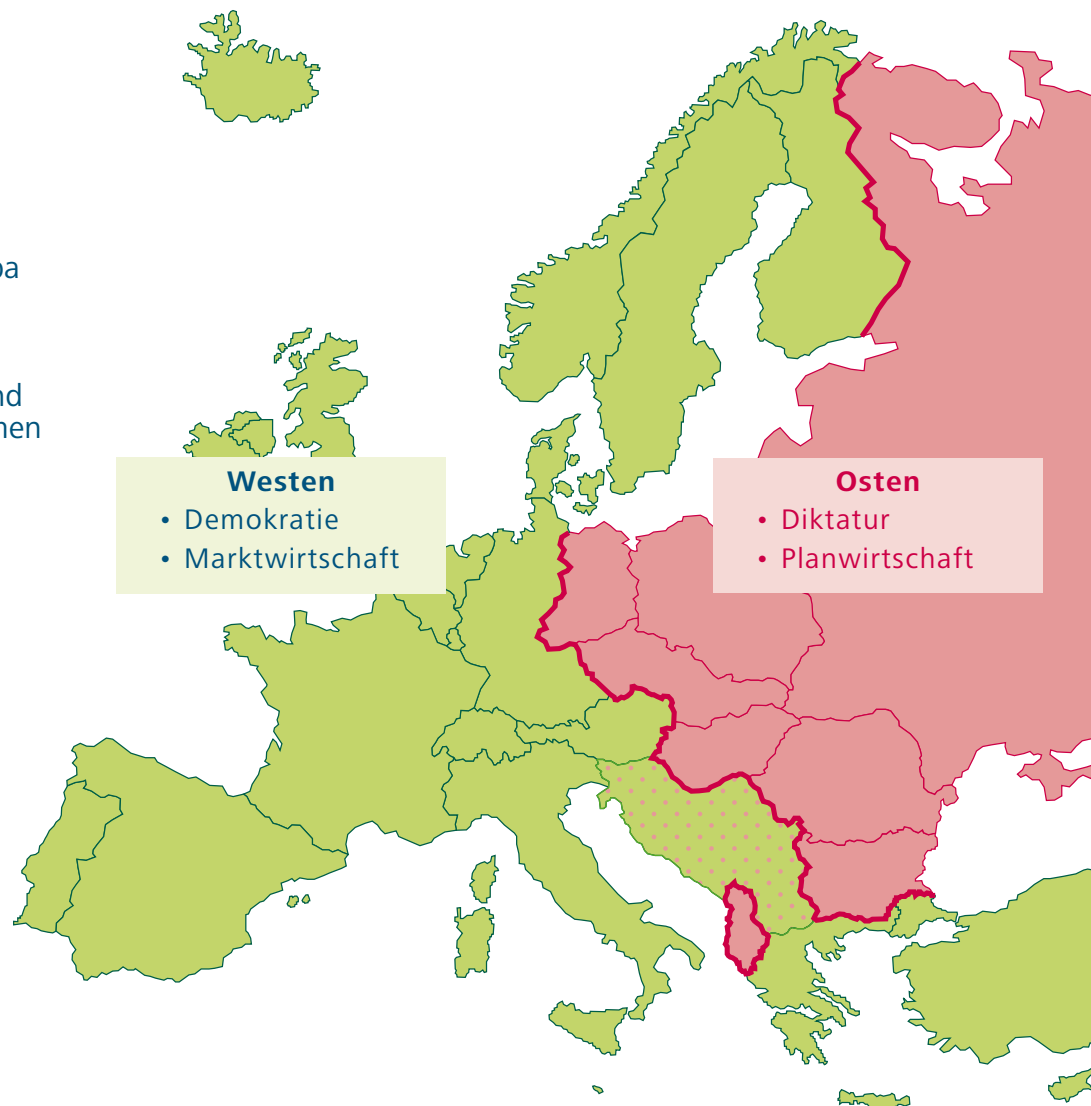 Westen
• Demokratie
• Marktwirtschaft
Osten
• Diktatur
• Planwirtschaft